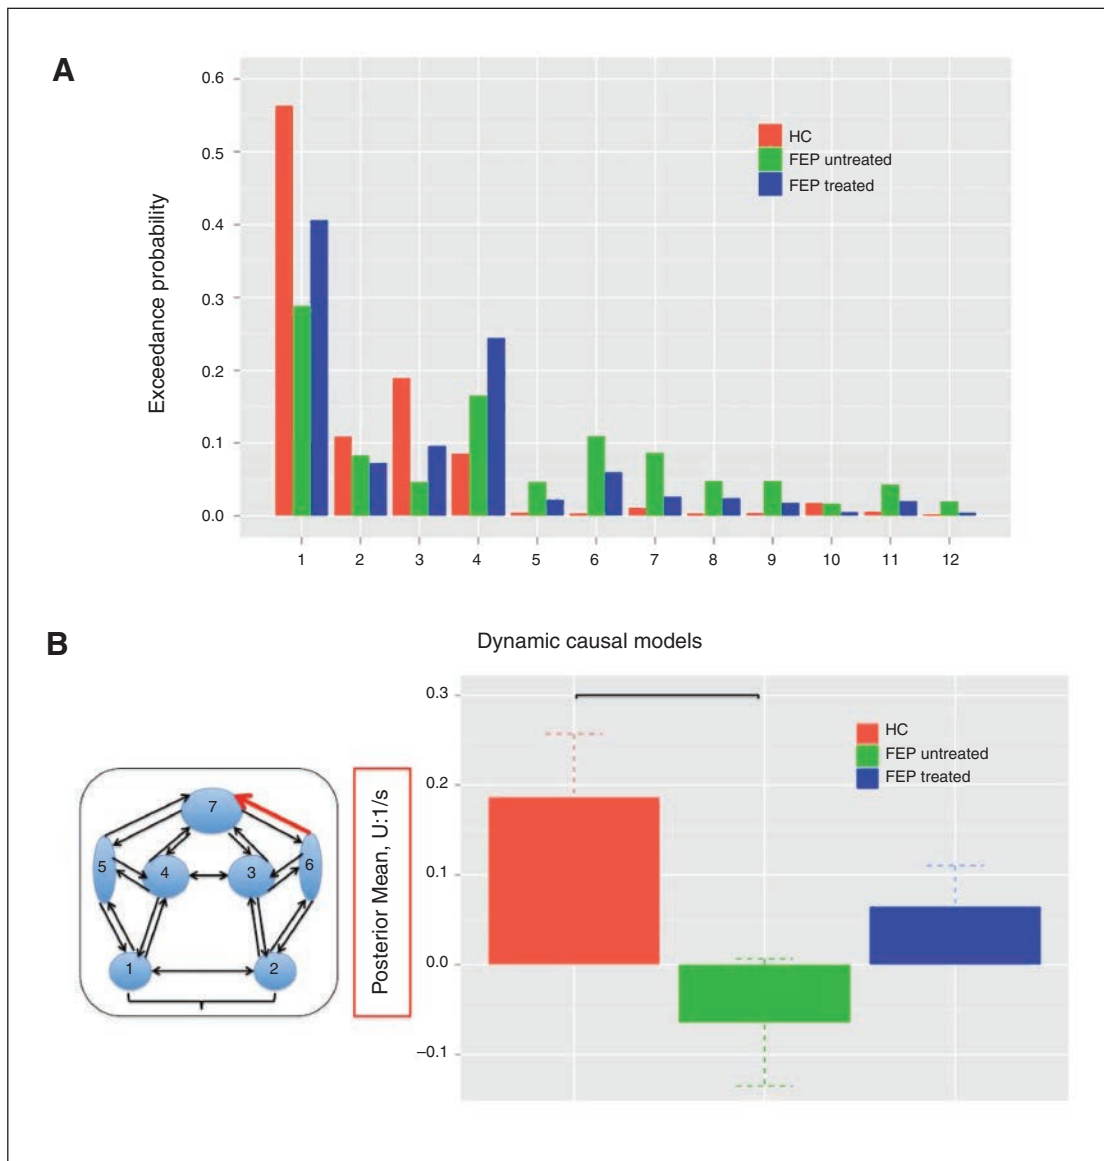 A
0.6
0.5
0.4
0.3
0.2
0.1
0.0
Exceedance probability
HC
FEP untreated
FEP treated
1 2 3 4 5 6 7 8 9 10 11 12
Dynamic causal models
B
7
5 4 3 6
1 2
Posterior Mean, U:1/s
0.3
0.2
0.1
0.0
–0.1
HC
FEP untreated
FEP treated